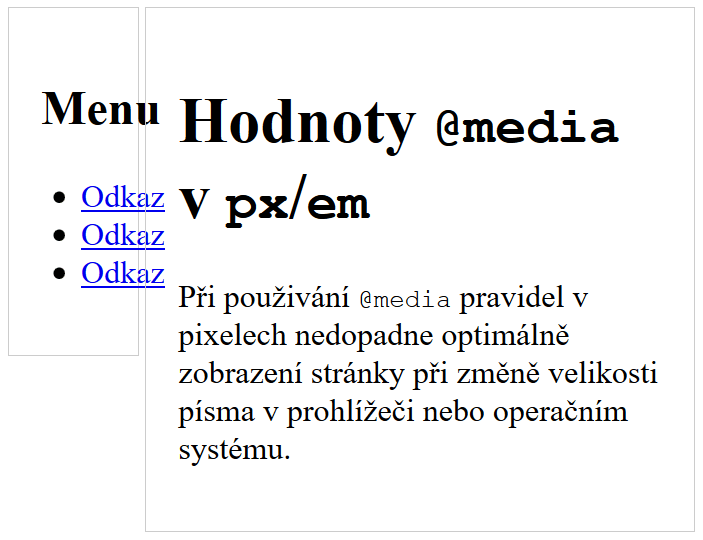 Menu
Odkaz
Odkaz
Odkaz
Hodnoty @media
v px/em
Při použivání @media pravidel v
pixelech nedopadne optimálně
zobrazení stránky při změně velikosti
písma v prohlížeči nebo operačním
systému.